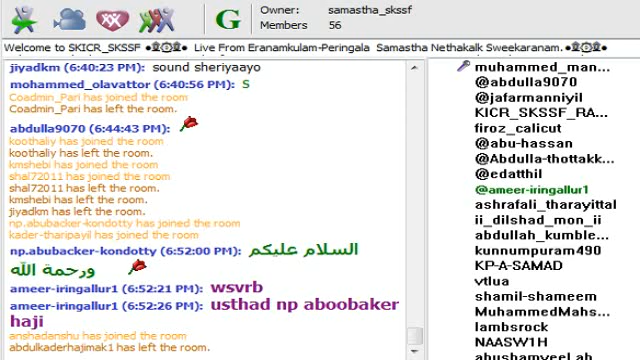 G
Owner: samastha_skssf
Members 56
Welcome to SKICR_SKSSF Live From Eranamkulam-Peringala Samastha Nethakalk Sweekaranam.
jiyadkm (6:40:23 PM): sound sheriyaayo
mohammed_olavattor (6:40:56 PM): S
Coadmin_Pari has joined the room
Coadmin_Pari has left the room.
abdulla9070 (6:44:43 PM):
koothaliy has joined the room
koothaliy has left the room.
kmshebi has joined the room
shal72011 has joined the room
shal72011 has left the room.
kmshebi has left the room.
jiyadkm has left the room.
np.abubacker-kondotty has joined the room
kader-tharipayil has joined the room
np.abubacker-kondotty (6:52:00 PM): السلام عليكم
ورحمة الله
ameer-iringallur1 (6:52:21 PM): wsvrb
ameer-iringallur1 (6:52:26 PM): usthad np aboobaker
haji
anshadanshu has joined the room
abdulkaderhajimak1 has left the room.
muhammed_man...
@abdulla9070
@jafarmanniyil
KICR_SKSSF_RA...
firoz_calicut
@abu-hassan
@Abdulla-thottakk...
@edatthil
@ameer-iringallur1
ashrafali_tharayittal
ii_dilshad_mon_ii
abdullah_kumble...
kunnumpuram490
KP-A-SAMAD
vtlua
shamil-shameem
MuhammedMahs...
lambsrock
NAASW1H
abushamveel ah